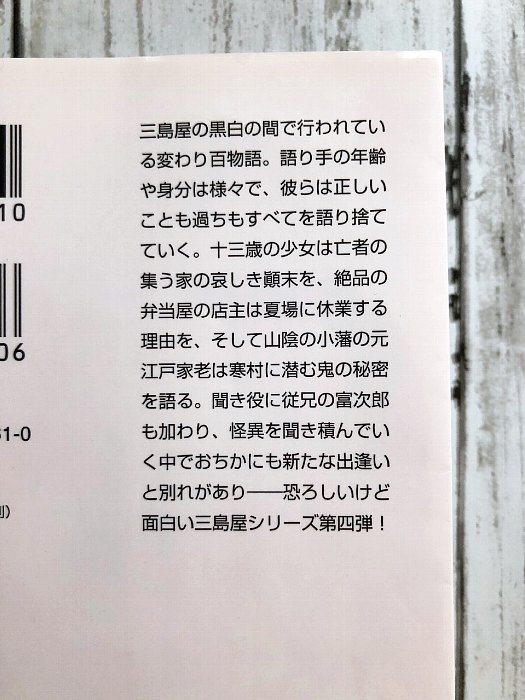 三島屋の黒白の間で行われてい
る変わり百物語。語り手の年齢
や身分は様々で、彼らは正しい
ことも過ちもすべてを語り捨て
ていく。十三歳の少女は亡者の
集う家の哀しき顚末を、絶品の
弁当屋の店主は夏場に休業する
理由を、そして山陰の小藩の元
江戸家老は寒村に潜む鬼の秘密
を語る。聞き役に従兄の富次郎
も加わり、怪異を聞き積んでい
く中でおちかにも新たな出逢い
と別れがあり――恐ろしいけど
面白い三島屋シリーズ第四弾！
10
06
31-0